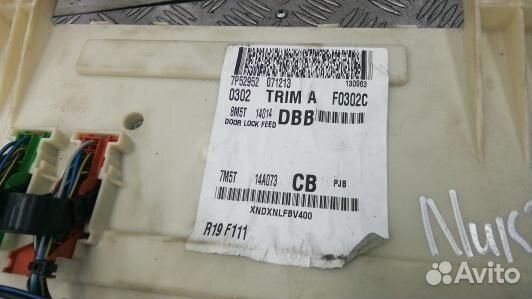 7P52952 071213 130963
0302 TRIM A F0302C
8M5T 14014 DBB
DOOR LOCK FEED
7M5T 14A073 CB PJB
XNDXNLFBV400
R19 F111
Avito